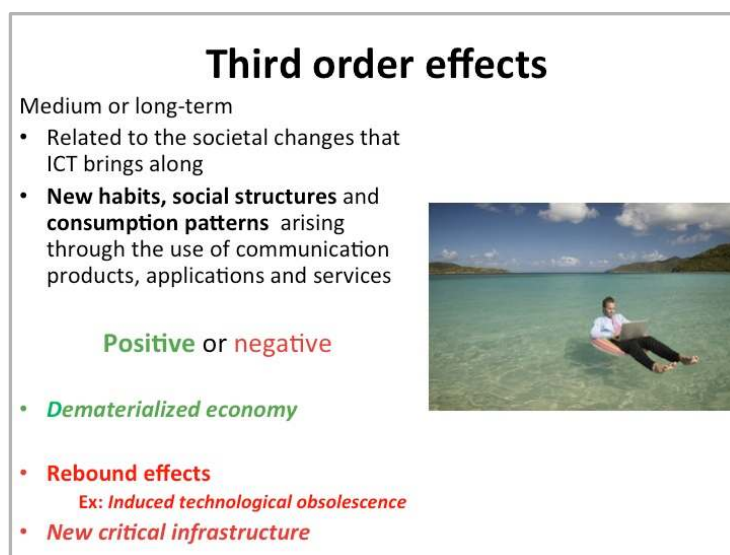 Third order effects
Medium or long-term
• Related to the societal changes that
ICT brings along
• New habits, social structures and
consumption patterns arising
through the use of communication
products, applications and services
Positive or negative
• Dematerialized economy
• Rebound effects
Ex: Induced technological obsolescence
• New critical infrastructure